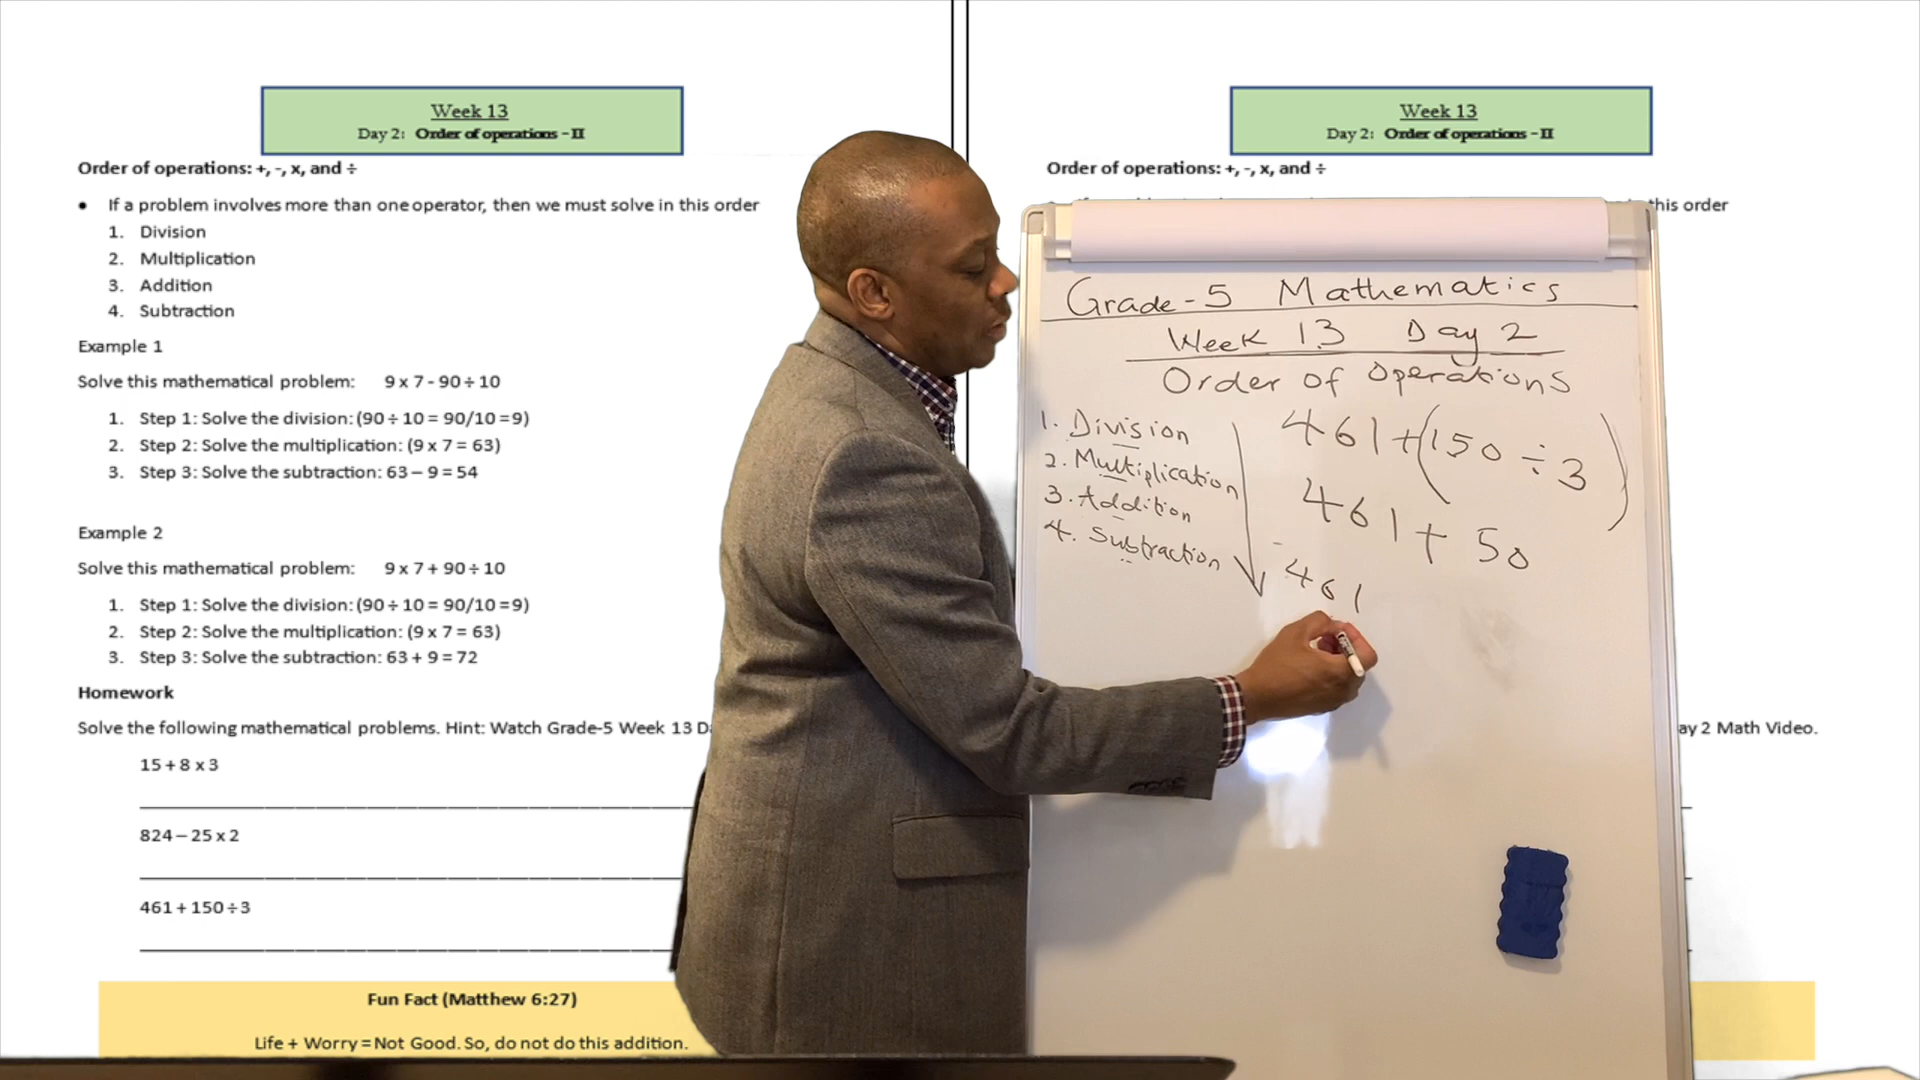 Week 13
Day 2: Order of operations - II
Order of operations: +, -, x, and ÷
• If a problem involves more than one operator, then we must solve in this order
1. Division
2. Multiplication
3. Addition
4. Subtraction
Example 1
Solve this mathematical problem: 9 x 7 - 90 ÷ 10
1. Step 1: Solve the division: (90 ÷ 10 = 90/10 = 9)
2. Step 2: Solve the multiplication: (9 x 7 = 63)
3. Step 3: Solve the subtraction: 63 – 9 = 54
Example 2
Solve this mathematical problem: 9 x 7 + 90 ÷ 10
1. Step 1: Solve the division: (90 ÷ 10 = 90/10 = 9)
2. Step 2: Solve the multiplication: (9 x 7 = 63)
3. Step 3: Solve the subtraction: 63 + 9 = 72
Homework
Solve the following mathematical problems. Hint: Watch Grade-5 Week 13 D
15 + 8 x 3
824 – 25 x 2
461 + 150 ÷ 3
Fun Fact (Matthew 6:27)
Life + Worry = Not Good. So, do not do this addition.
Week 13
Day 2: Order of operations - II
Order of operations: +, -, x, and ÷
this order
ay 2 Math Video.
Grade-5 Mathematics
Week 13 Day 2
Order of Operations
1. Division
2. Multiplication
3. Addition
4. Subtraction
461+(150÷3)
461+50
461